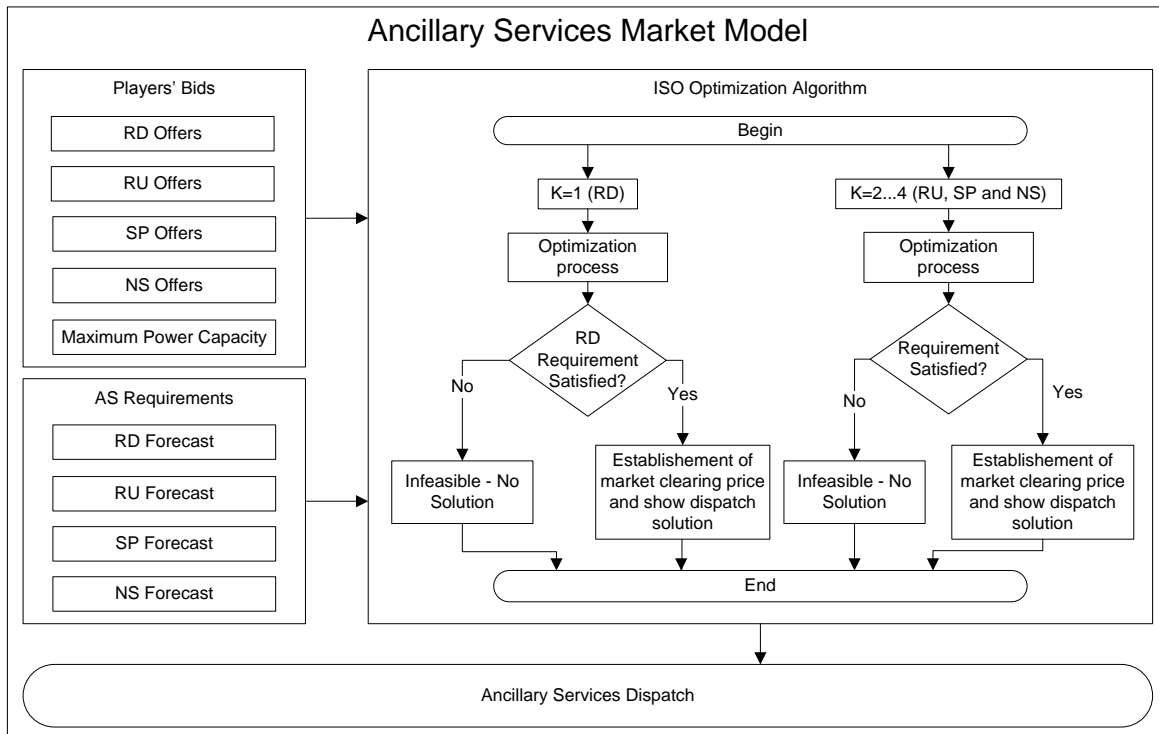 Ancillary Services Market Model
Players' Bids
RD Offers
RU Offers
SP Offers
NS Offers
Maximum Power Capacity
AS Requirements
RD Forecast
RU Forecast
SP Forecast
NS Forecast
ISO Optimization Algorithm
Begin
K=1 (RD)
Optimization
process
RD
Requirement
Satisfied?
No
Yes
Infeasible - No
Solution
Establishement of
market clearing price
and show dispatch
solution
K=2...4 (RU, SP and NS)
Optimization
process
Requirement
Satisfied?
No
Yes
Infeasible - No
Solution
Establishement of
market clearing price
and show dispatch
solution
End
Ancillary Services Dispatch